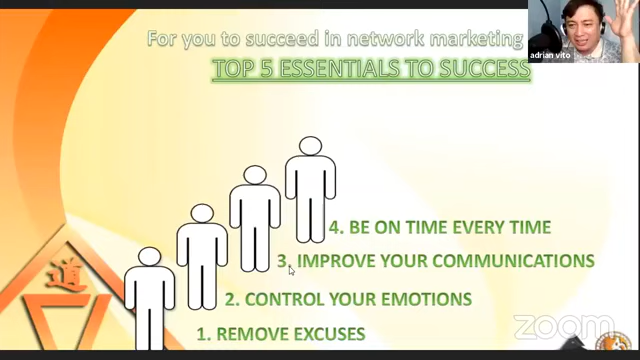 For you to succeed in network marketing
TOP 5 ESSENTIALS TO SUCCESS
adrian vito
4. BE ON TIME EVERY TIME
3. IMPROVE YOUR COMMUNICATIONS
2. CONTROL YOUR EMOTIONS
1. REMOVE EXCUSES
道
zoom